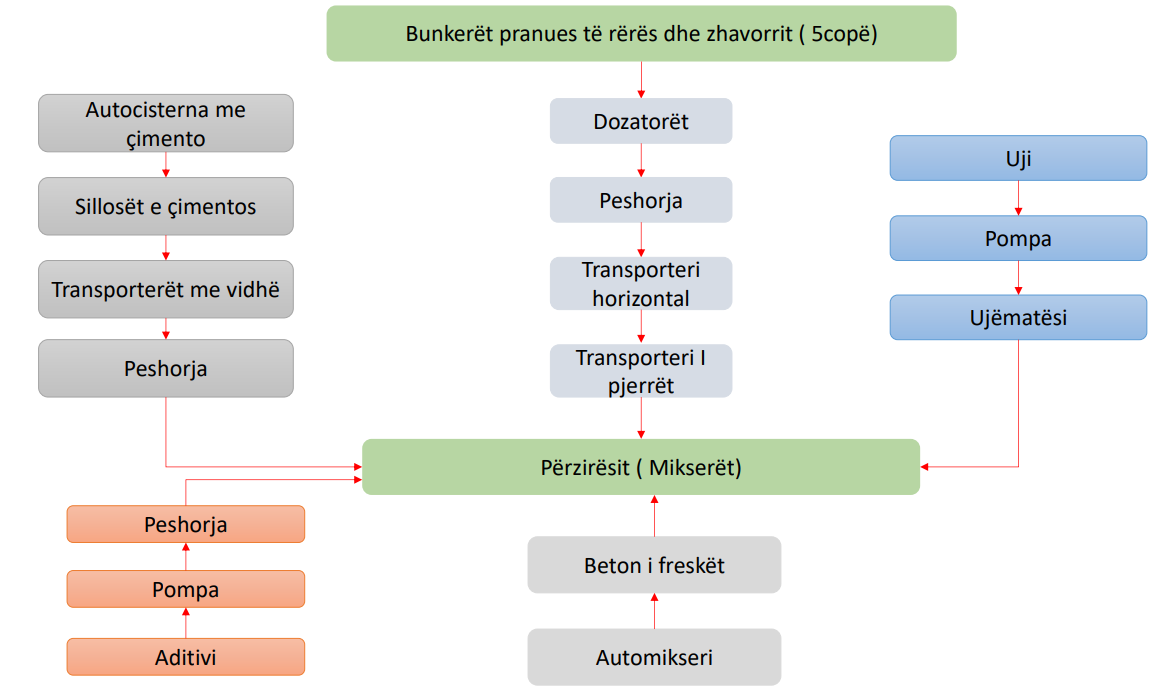 Bunkerët pranues të rërës dhe zhavorrit ( 5copë)
Autocisterna me
çimento
Sillosët e çimentos
Transporterët me vidhë
Peshorja
Dozatorët
Peshorja
Transporteri
horizontal
Transporteri I
pjerrët
Uji
Pompa
Ujëmatësi
Përzirësit ( Mikserët)
Peshorja
Pompa
Aditivi
Beton i freskët
Automikseri